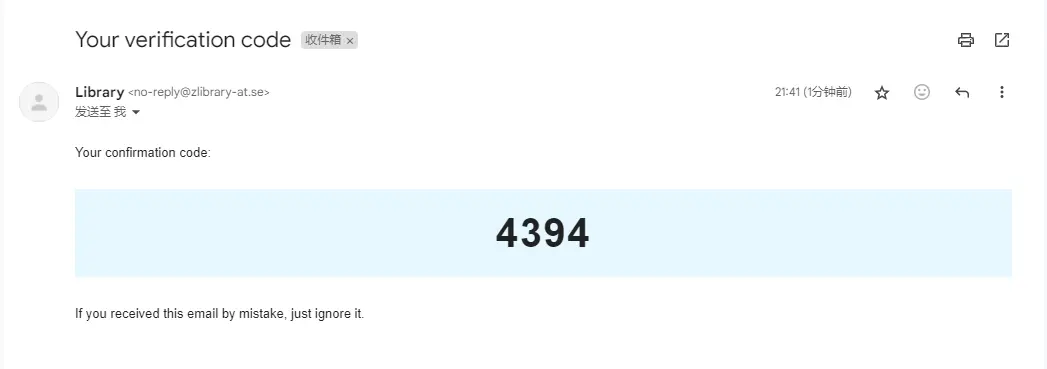 Your verification code 收件箱 ×
Library <no-reply@zlibrary-at.se> 21:41 (1分钟前)
发送至 我
Your confirmation code:
4394
If you received this email by mistake, just ignore it.